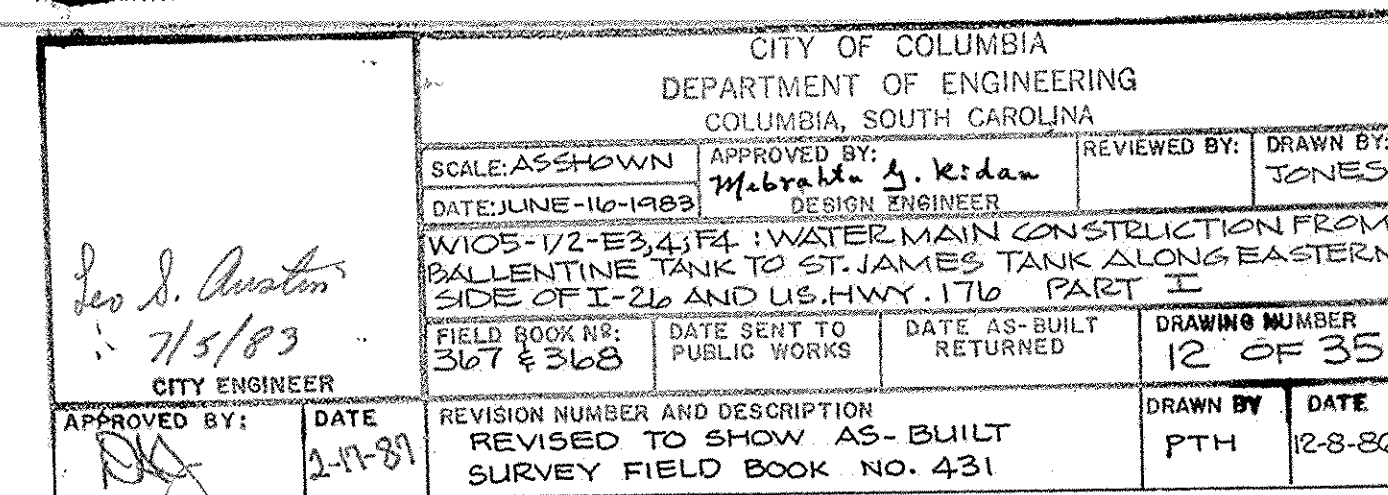 CITY OF COLUMBIA
DEPARTMENT OF ENGINEERING
COLUMBIA, SOUTH CAROLINA
SCALE: AS SHOWN
DATE: JUNE-16-1983
APPROVED BY:
Mebrahtu G. Kidan
DESIGN ENGINEER
REVIEWED BY:
DRAWN BY:
JONES
W105-1/2-E3,4;F4 : WATER MAIN CONSTRUCTION FROM
BALLENTINE TANK TO ST. JAMES TANK ALONG EASTERN
SIDE OF I-26 AND US.HWY.176 PART I
Leo S. Austin
7/5/83
CITY ENGINEER
FIELD BOOK Nº:
367 & 368
DATE SENT TO
PUBLIC WORKS
DATE AS-BUILT
RETURNED
DRAWING NUMBER
12 OF 35
APPROVED BY:
DATE
2-17-87
REVISION NUMBER AND DESCRIPTION
REVISED TO SHOW AS-BUILT
SURVEY FIELD BOOK NO. 431
DRAWN BY
PTH
DATE
12-8-86